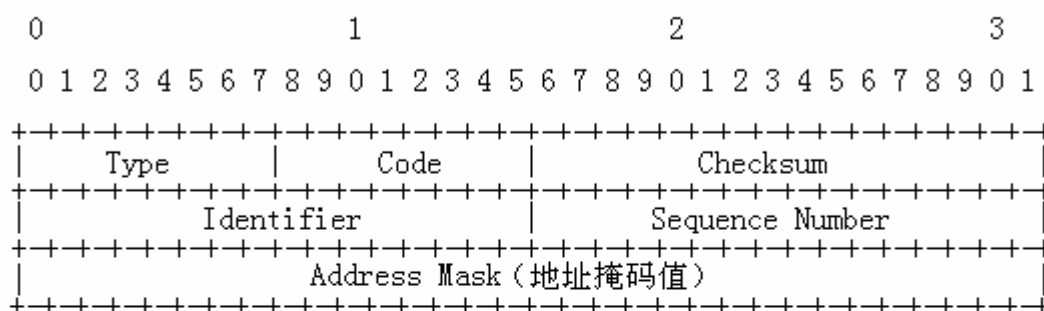 0 1 2 3
0 1 2 3 4 5 6 7 8 9 0 1 2 3 4 5 6 7 8 9 0 1 2 3 4 5 6 7 8 9 0 1
+-+-+-+-+-+-+-+-+-+-+-+-+-+-+-+-+-+-+-+-+-+-+-+-+-+-+-+-+-+-+-+-+
| Type | Code | Checksum |
+-+-+-+-+-+-+-+-+-+-+-+-+-+-+-+-+-+-+-+-+-+-+-+-+-+-+-+-+-+-+-+-+
| Identifier | Sequence Number |
+-+-+-+-+-+-+-+-+-+-+-+-+-+-+-+-+-+-+-+-+-+-+-+-+-+-+-+-+-+-+-+-+
| Address Mask（地址掩码值） |
+-+-+-+-+-+-+-+-+-+-+-+-+-+-+-+-+-+-+-+-+-+-+-+-+-+-+-+-+-+-+-+-+